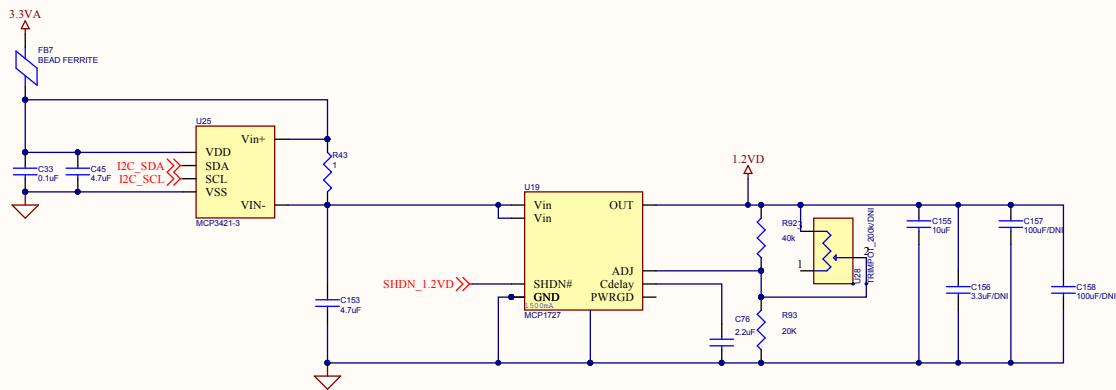 3.3VA
FB7
BEAD FERRITE
U25
Vin+
VDD
SDA
SCL
VSS
VIN-
MCP3421-3
I2C_SDA
I2C_SCL
C33
0.1uF
C45
4.7uF
R43
1
C153
4.7uF
U19
Vin
Vin
OUT
ADJ
SHDN#
Cdelay
GND
PWRGD
1500mA
MCP1727
SHDN_1.2VD
1.2VD
R92
40k
3
1
2
U28
TRIMPOT_200k/DNI
C76
2.2uF
R93
20K
C155
10uF
C156
3.3uF/DNI
C157
100uF/DNI
C158
100uF/DNI